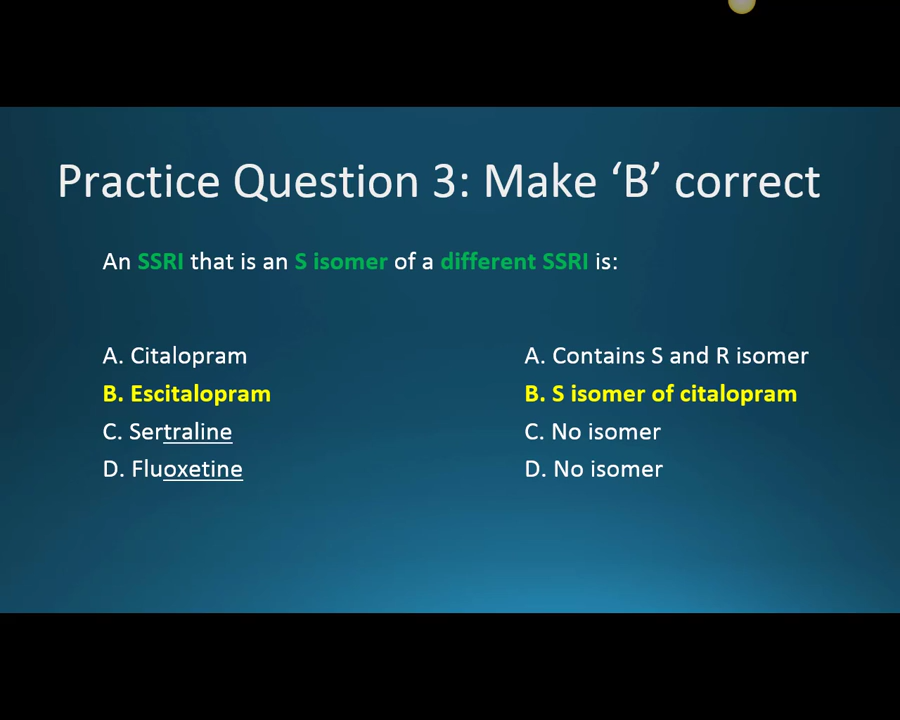 Practice Question 3: Make ‘B’ correct
An SSRI that is an S isomer of a different SSRI is:
A. Citalopram
B. Escitalopram
C. Sertraline
D. Fluoxetine
A. Contains S and R isomer
B. S isomer of citalopram
C. No isomer
D. No isomer